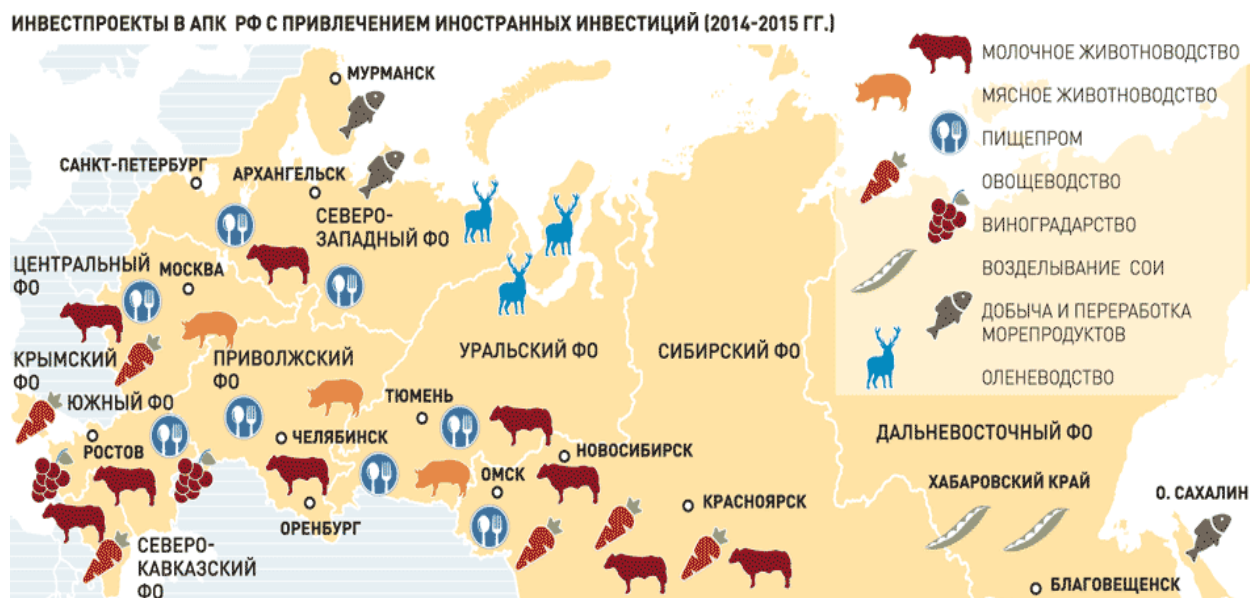 ИНВЕСТПРОЕКТЫ В АПК РФ С ПРИВЛЕЧЕНИЕМ ИНОСТРАННЫХ ИНВЕСТИЦИЙ (2014-2015 ГГ.)
МОЛОЧНОЕ ЖИВОТНОВОДСТВО
МЯСНОЕ ЖИВОТНОВОДСТВО
ПИЩЕПРОМ
ОВОЩЕВОДСТВО
ВИНОГРАДАРСТВО
ВОЗДЕЛЫВАНИЕ СОИ
ДОБЫЧА И ПЕРЕРАБОТКА
МОРЕПРОДУКТОВ
ОЛЕНЕВОДСТВО
МУРМАНСК
САНКТ-ПЕТЕРБУРГ
АРХАНГЕЛЬСК
СЕВЕРО-
ЗАПАДНЫЙ ФО
ЦЕНТРАЛЬНЫЙ
ФО
МОСКВА
КРЫМСКИЙ
ФО
ПРИВОЛЖСКИЙ
ФО
УРАЛЬСКИЙ ФО
СИБИРСКИЙ ФО
ЮЖНЫЙ ФО
ТЮМЕНЬ
РОСТОВ
ЧЕЛЯБИНСК
НОВОСИБИРСК
ДАЛЬНЕВОСТОЧНЫЙ ФО
ОМСК
КРАСНОЯРСК
ХАБАРОВСКИЙ КРАЙ
О. САХАЛИН
ОРЕНБУРГ
СЕВЕРО-
КАВКАЗСКИЙ
ФО
БЛАГОВЕЩЕНСК